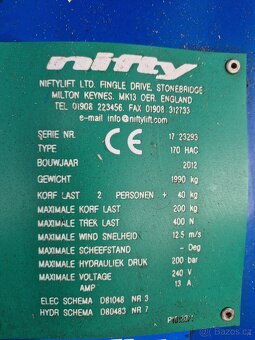 nifty
NIFTYLIFT LTD. FINGLE DRIVE, STONEBRIDGE
MILTON KEYNES. MK13 OER. ENGLAND
TEL 01908 223456. FAX 01908 312733
e-mail info@niftylift.com
SERIE NR. CE 17 23293
TYPE 170 HAC
BOUWJAAR 2012
GEWICHT 1990 kg
KORF LAST 2 PERSONEN + 40 kg
MAXIMALE KORF LAST 200 kg
MAXIMALE TREK LAST 400 N
MAXIMALE WIND SNELHEID 12.5 m/s
MAXIMALE SCHEEFSTAND - Deg
MAXIMALE HYDRAULIEK DRUK 200 bar
MAXIMALE VOLTAGE 240 V
AMP 13 A
ELEC SCHEMA D81048 NR 3
HYDR SCHEMA D80483 NR 7